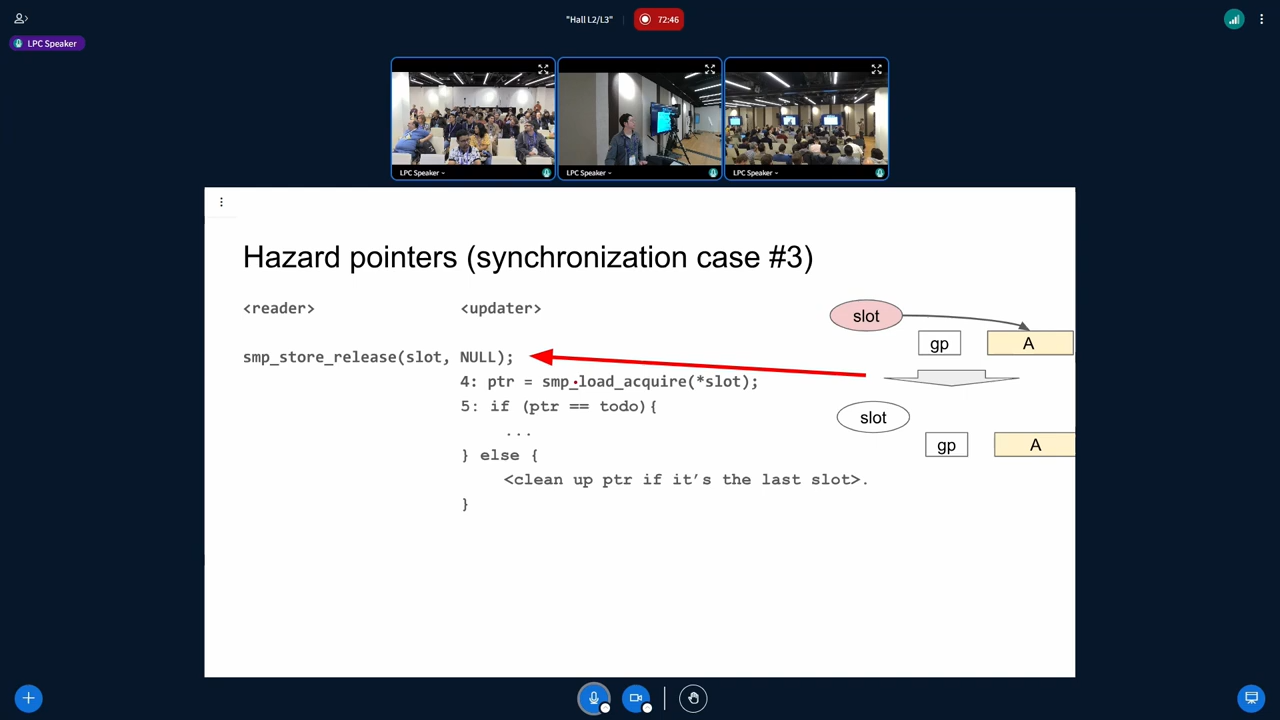 "Hall L2/L3"
72:46
LPC Speaker
LPC Speaker
LPC Speaker
LPC Speaker
Hazard pointers (synchronization case #3)
<reader>
<updater>
smp_store_release(slot, NULL);
4: ptr = smp_load_acquire(*slot);
5: if (ptr == todo){
...
} else {
<clean up ptr if it’s the last slot>.
}
slot
gp
A
slot
gp
A